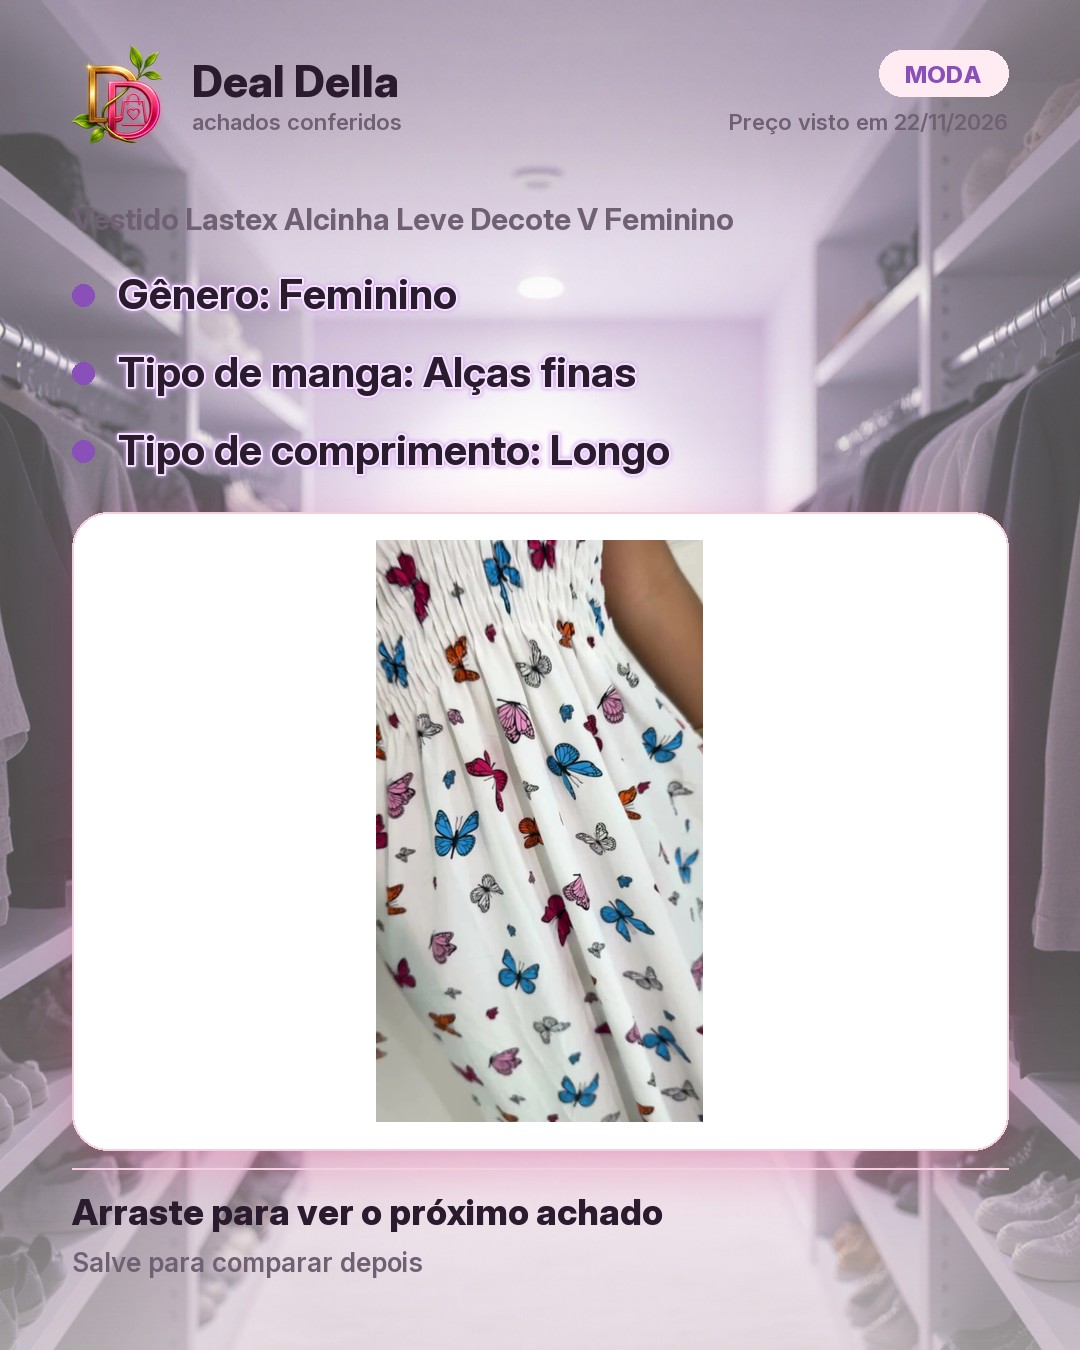 Deal Della
achados conferidos
MODA
Preço visto em 22/11/2026
Vestido Lastex Alcinha Leve Decote V Feminino
Gênero: Feminino
Tipo de manga: Alças finas
Tipo de comprimento: Longo
Arraste para ver o próximo achado
Salve para comparar depois